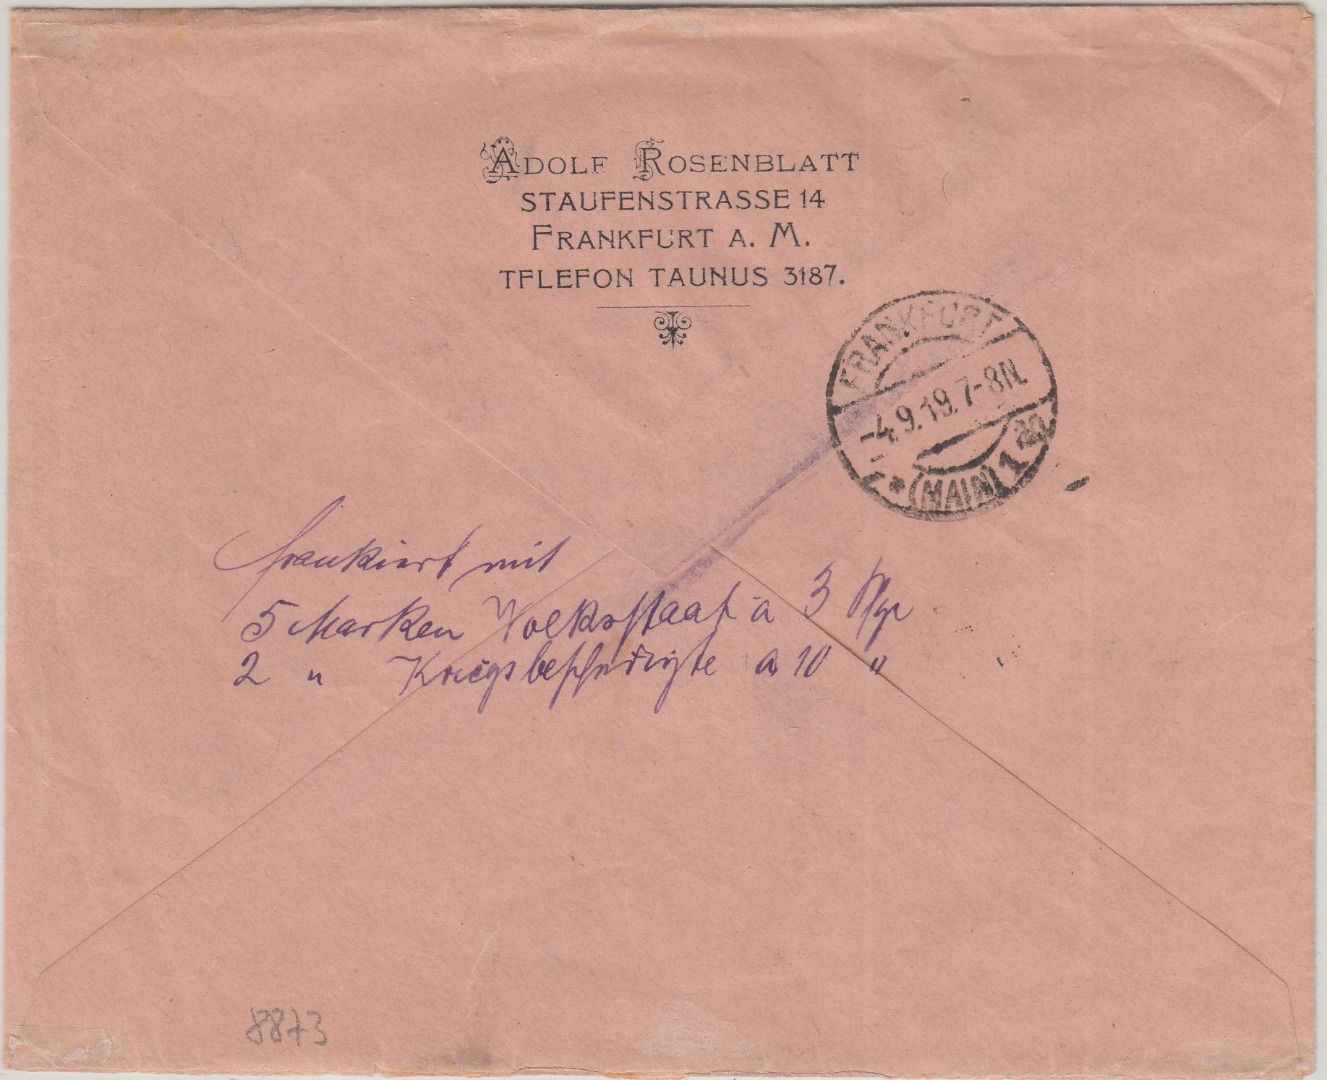 ADOLF ROSENBLATT
STAUFENSTRASSE 14
FRANKFURT A. M.
TELEFON TAUNUS 3187.
FRANKFURT
-4.9.19.7-8N.
* (MAIN) 1
frankiert mit
5 Marken Volksstaat à 3 Pfge
2 " Kriegsbeschädigte a 10 "
8873